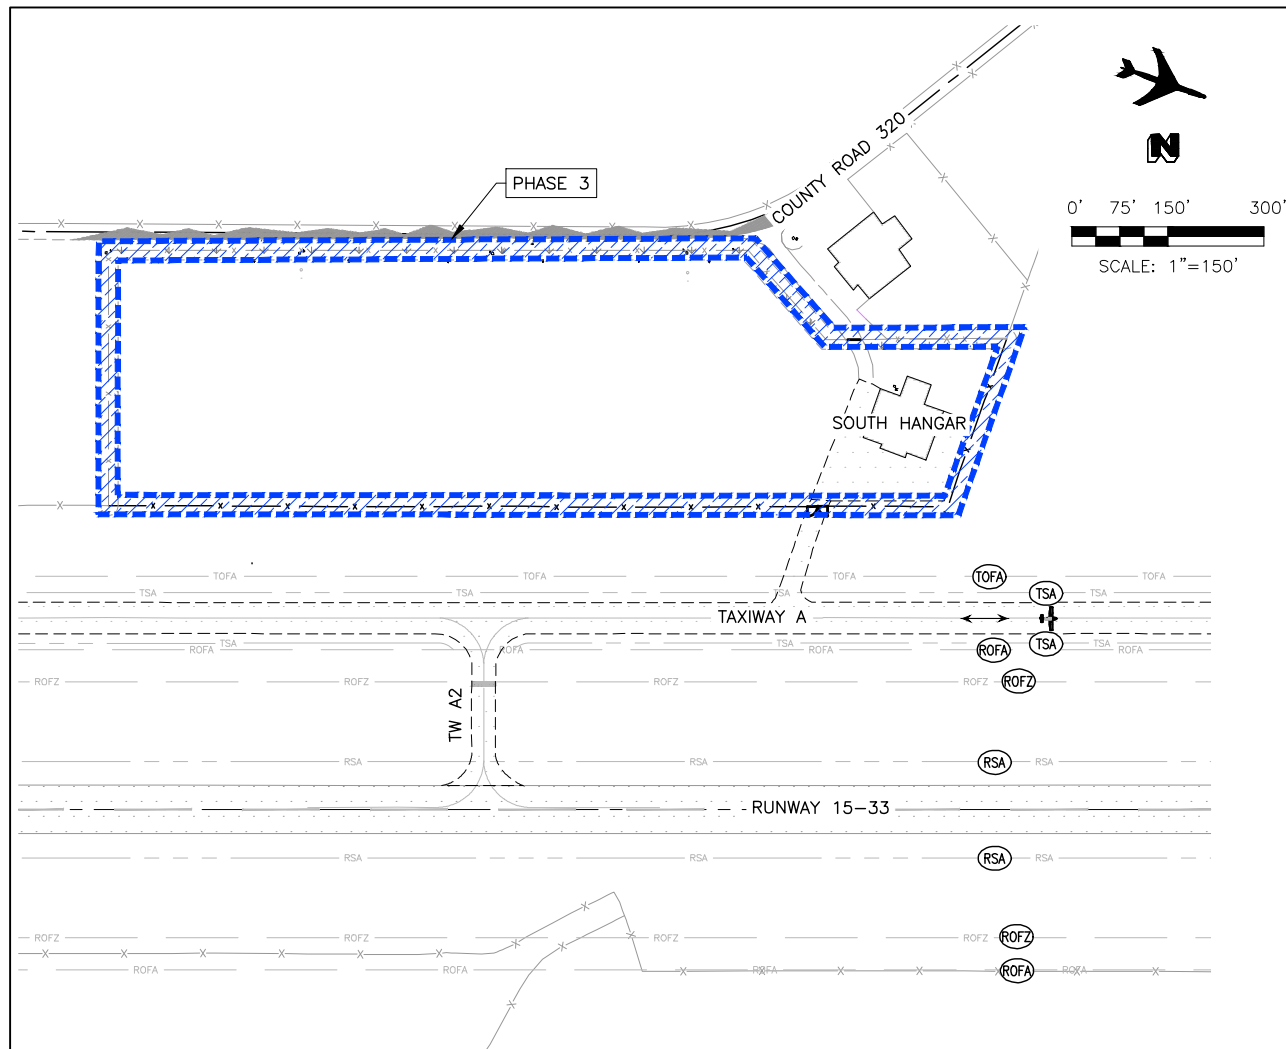 COUNTY ROAD 320
PHASE 3
N
0' 75' 150' 300'
SCALE: 1"=150'
SOUTH HANGAR
TOFA TOFA TOFA TOFA TOFA
TSA TSA TSA TSA TSA
TAXIWAY A
TSA TSA TSA TSA
ROFA ROFA ROFA ROFA ROFA
ROFZ ROFZ ROFZ ROFZ ROFZ
TW A2
RSA RSA RSA RSA
RUNWAY 15-33
RSA RSA RSA RSA
ROFZ ROFZ ROFZ ROFZ ROFZ
ROFA ROFA ROFA ROFA ROFA